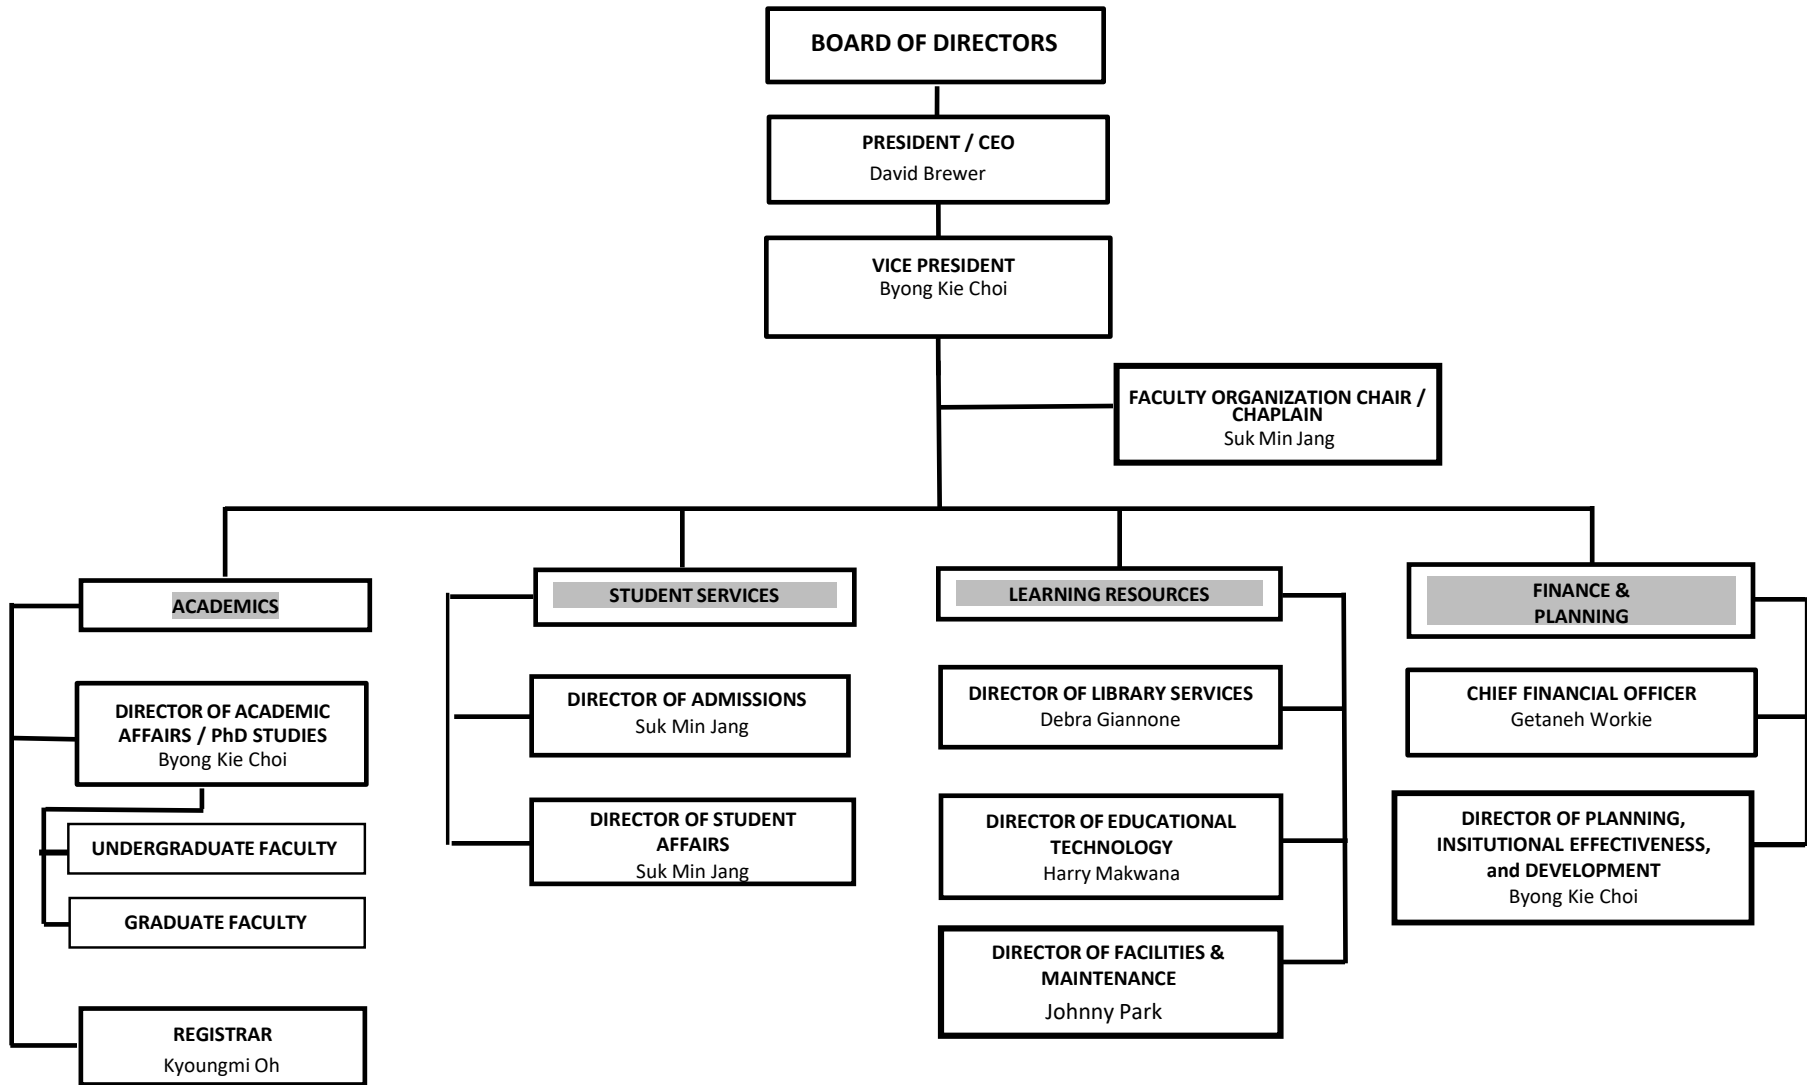 BOARD OF DIRECTORS
PRESIDENT / CEO
David Brewer
VICE PRESIDENT
Byong Kie Choi
FACULTY ORGANIZATION CHAIR /
CHAPLAIN
Suk Min Jang
ACADEMICS
DIRECTOR OF ACADEMIC
AFFAIRS / PhD STUDIES
Byong Kie Choi
UNDERGRADUATE FACULTY
GRADUATE FACULTY
REGISTRAR
Kyoungmi Oh
STUDENT SERVICES
DIRECTOR OF ADMISSIONS
Suk Min Jang
DIRECTOR OF STUDENT
AFFAIRS
Suk Min Jang
LEARNING RESOURCES
DIRECTOR OF LIBRARY SERVICES
Debra Giannone
DIRECTOR OF EDUCATIONAL
TECHNOLOGY
Harry Makwana
DIRECTOR OF FACILITIES &
MAINTENANCE
Johnny Park
FINANCE &
PLANNING
CHIEF FINANCIAL OFFICER
Getaneh Workie
DIRECTOR OF PLANNING,
INSITUTIONAL EFFECTIVENESS,
and DEVELOPMENT
Byong Kie Choi